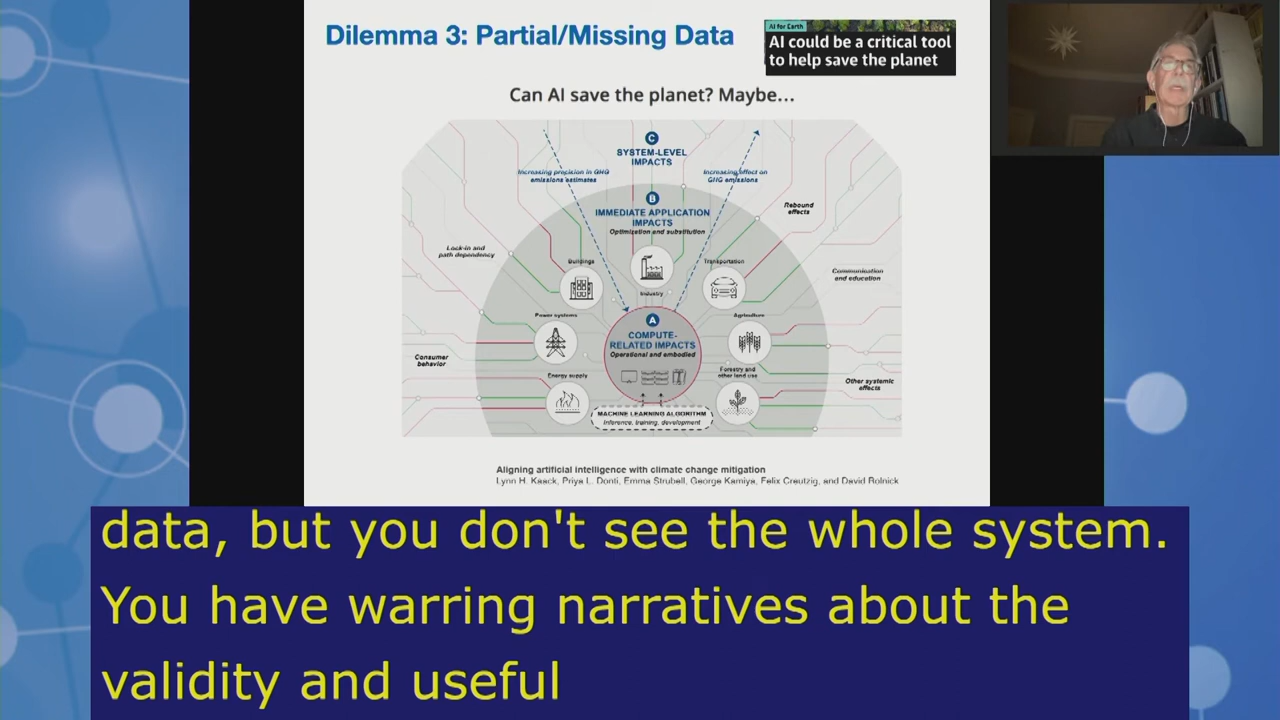 Dilemma 3: Partial/Missing Data
AI for Earth
AI could be a critical tool
to help save the planet
Can AI save the planet? Maybe...
C
SYSTEM-LEVEL
IMPACTS
Increasing precision in GHG
emissions estimates
Increasing effect on
GHG emissions
B
IMMEDIATE APPLICATION
IMPACTS
Optimization and substitution
Rebound
effects
Lock-in and
path dependency
Buildings
Industry
Transportation
Communication
and education
Power systems
A
COMPUTE-
RELATED IMPACTS
Operational and embodied
Agriculture
Consumer
behavior
Energy supply
Forestry and
other land use
Other systemic
effects
MACHINE LEARNING ALGORITHM
Inference, training, development
Aligning artificial intelligence with climate change mitigation
Lynn H. Kaack, Priya L. Donti, Emma Strubell, George Kamiya, Felix Creutzig, and David Rolnick
data, but you don't see the whole system.
You have warring narratives about the
validity and useful